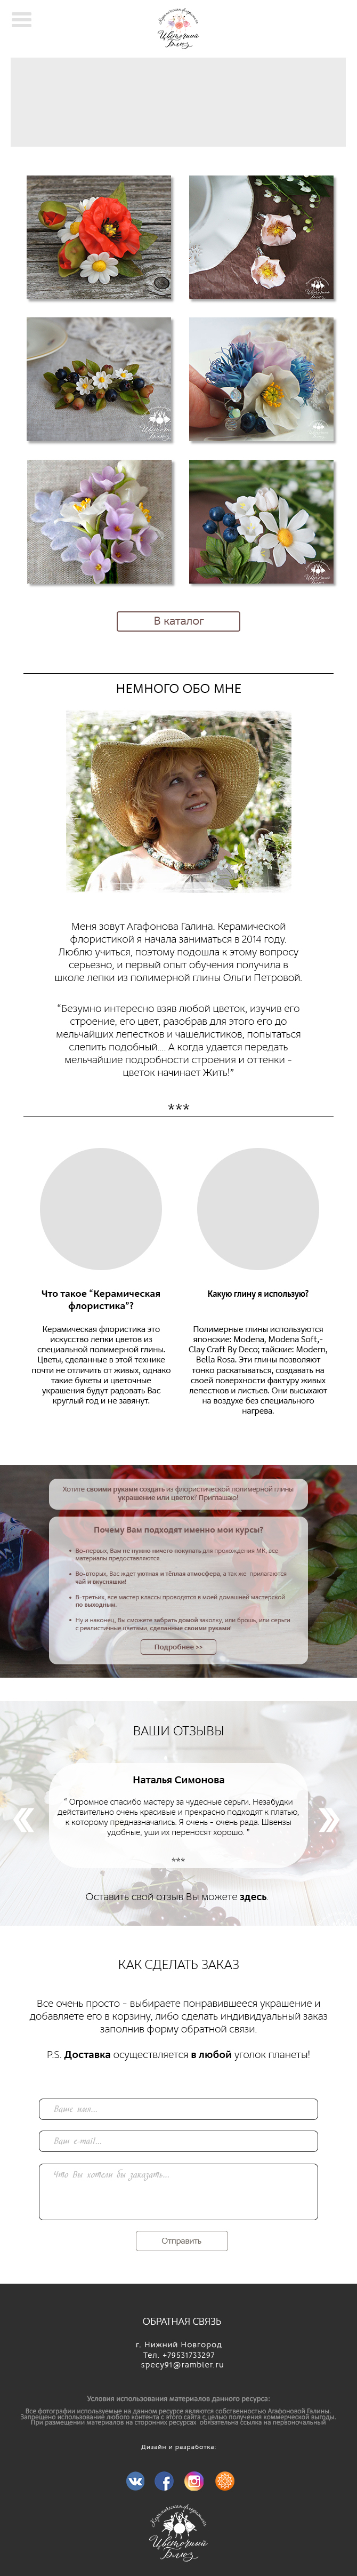 Керамическая флористика
Цветочный
Блюз
В каталог
НЕМНОГО ОБО МНЕ
Меня зовут Агафонова Галина. Керамической
флористикой я начала заниматься в 2014 году.
Люблю учиться, поэтому подошла к этому вопросу
серьезно, и первый опыт обучения получила в
школе лепки из полимерной глины Ольги Петровой.
"Безумно интересно взяв любой цветок, изучив его
строение, его цвет, разобрав для этого его до
мельчайших лепестков и чашелистиков, попытаться
слепить подобный.... А когда удается передать
мельчайшие подробности строения и оттенки -
цветок начинает Жить!"
***
Что такое "Керамическая
флористика"?
Керамическая флористика это
искусство лепки цветов из
специальной полимерной глины.
Цветы, сделанные в этой технике
почти не отличить от живых, однако
такие букеты и цветочные
украшения будут радовать Вас
круглый год и не завянут.
Какую глину я использую?
Полимерные глины используются
японские: Modena, Modena Soft,-
Clay Craft By Deco; тайские: Modern,
Bella Rosa. Эти глины позволяют
тонко раскатываться, создавать на
своей поверхности фактуру живых
лепестков и листьев. Они высыхают
на воздухе без специального
нагрева.
Хотите своими руками создать из флористической полимерной глины
украшение или цветок? Приглашаю!
Почему Вам подходят именно мои курсы?
Во-первых, Вам не нужно ничего покупать для прохождения МК, все
материалы предоставляются.
Во-вторых, Вас ждет уютная и тёплая атмосфера, а так же прилагаются
чай и вкусняшки!
В-третьих, все мастер классы проводятся в моей домашней мастерской
по выходным.
Ну и наконец, Вы сможете забрать домой заколку, или брошь, или серьги
с реалистичные цветами, сделанные своими руками!
Подробнее >>
ВАШИ ОТЗЫВЫ
Наталья Симонова
" Огромное спасибо мастеру за чудесные серьги. Незабудки
действительно очень красивые и прекрасно подходят к платью,
к которому предназначались. Я очень - очень рада. Швензы
удобные, уши их переносят хорошо. "
***
Оставить свой отзыв Вы можете здесь.
КАК СДЕЛАТЬ ЗАКАЗ
Все очень просто - выбираете понравившееся украшение и
добавляете его в корзину, либо сделать индивидуальный заказ
заполнив форму обратной связи.
P.S. Доставка осуществляется в любой уголок планеты!
Ваше имя...
Ваш e-mail...
Что Вы хотели бы заказать...
Отправить
ОБРАТНАЯ СВЯЗЬ
г. Нижний Новгород
Тел. +79531733297
specy91@rambler.ru
Условия использования материалов данного ресурса:
Все фотографии используемые на данном ресурсе являются собственностью Агафоновой Галины.
Запрещено использование любого контента с этого сайта с целью получения коммерческой выгоды.
При размещении материалов на сторонних ресурсах обязательна ссылка на первоначальный
Дизайн и разработка:
Керамическая флористика
Цветочный
Блюз